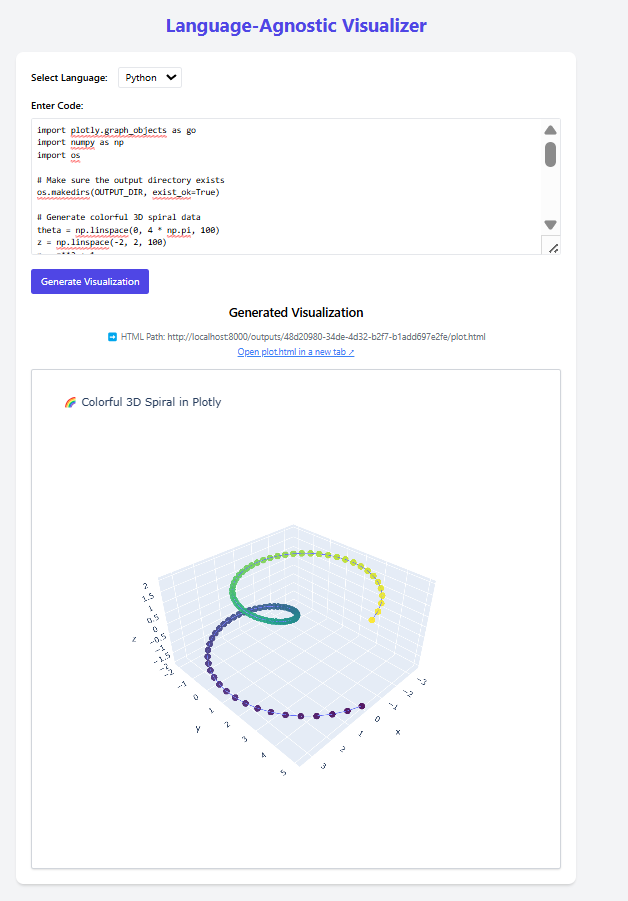 Language-Agnostic Visualizer
Select Language: Python
Enter Code:
import plotly.graph_objects as go
import numpy as np
import os
# Make sure the output directory exists
os.makedirs(OUTPUT_DIR, exist_ok=True)
# Generate colorful 3D spiral data
theta = np.linspace(0, 4 * np.pi, 100)
z = np.linspace(-2, 2, 100)
Generate Visualization
Generated Visualization
➡️ HTML Path: http://localhost:8000/outputs/48d20980-34de-4d32-b2f7-b1add697e2fe/plot.html
Open plot.html in a new tab ↗
🌈 Colorful 3D Spiral in Plotly
2
1.5
1
0.5
0
−0.5
−1
−1.5
−2
z
−2
−1
0
1
2
3
4
5
y
−3
−2
−1
0
1
2
3
x